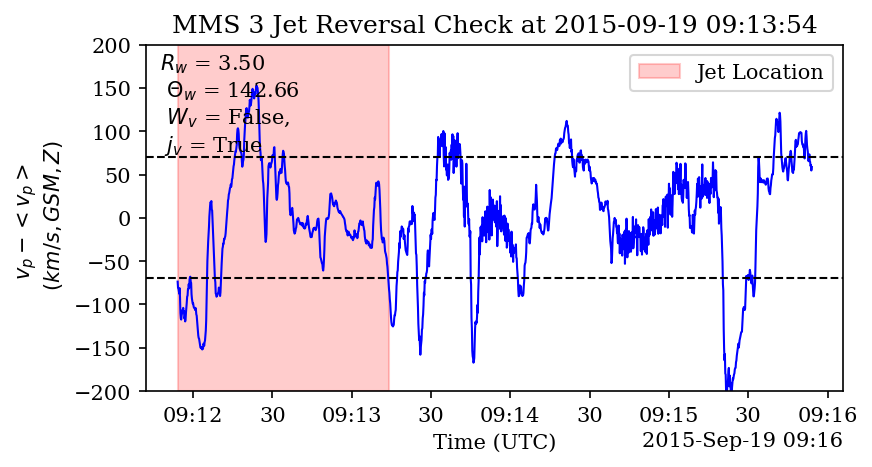 MMS 3 Jet Reversal Check at 2015-09-19 09:13:54
200
150
100
50
0
−50
−100
−150
−200
v_p − < v_p >
(km/s, GSM, Z)
R_w = 3.50
Θ_w = 142.66
W_v = False,
j_v = True
Jet Location
09:12 30 09:13 30 09:14 30 09:15 30 09:16
Time (UTC)
2015-Sep-19 09:16